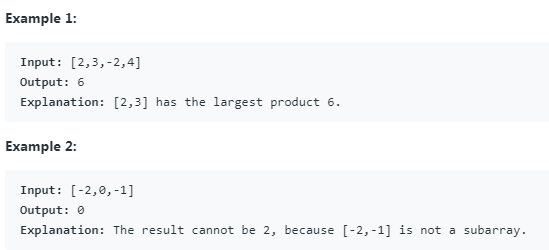 Example 1:
Input: [2,3,-2,4]
Output: 6
Explanation: [2,3] has the largest product 6.
Example 2:
Input: [-2,0,-1]
Output: 0
Explanation: The result cannot be 2, because [-2,-1] is not a subarray.